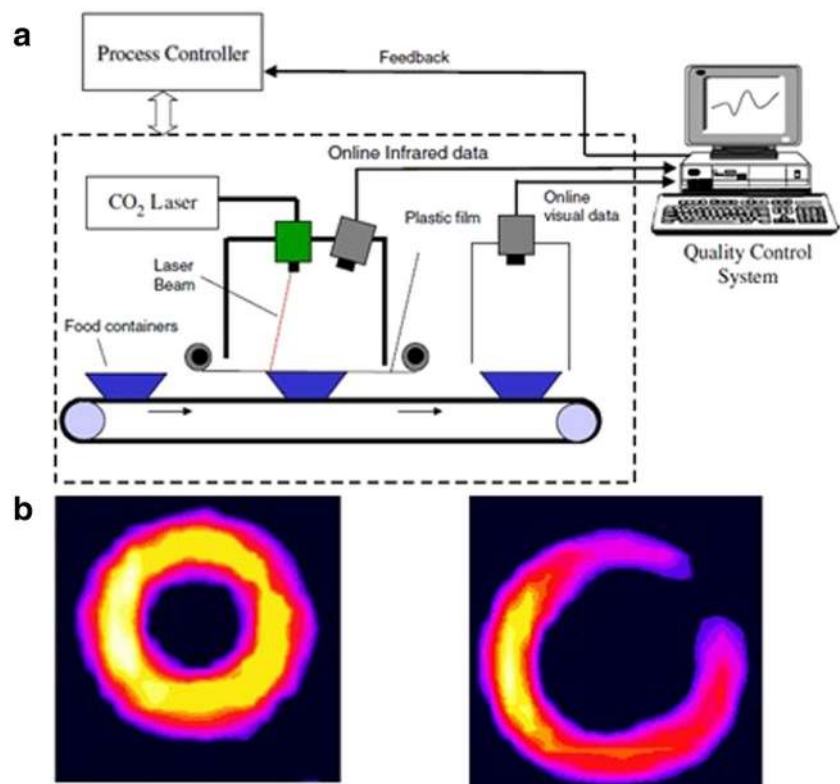 a
Process Controller
Feedback
Online Infrared data
CO₂ Laser
Plastic film
Online
visual data
Quality Control
System
Laser
Beam
Food containers
b